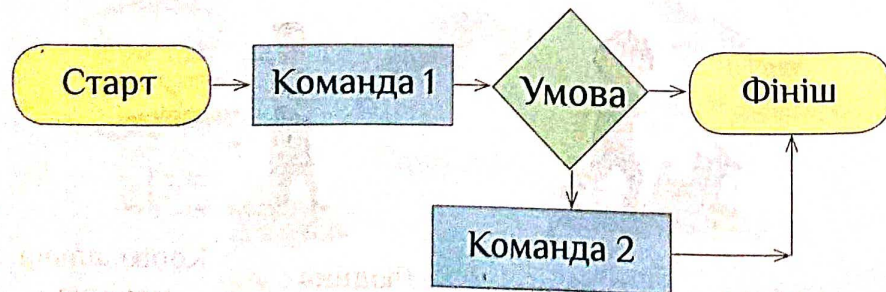 Старт
Команда 1
Умова
Фініш
Команда 2